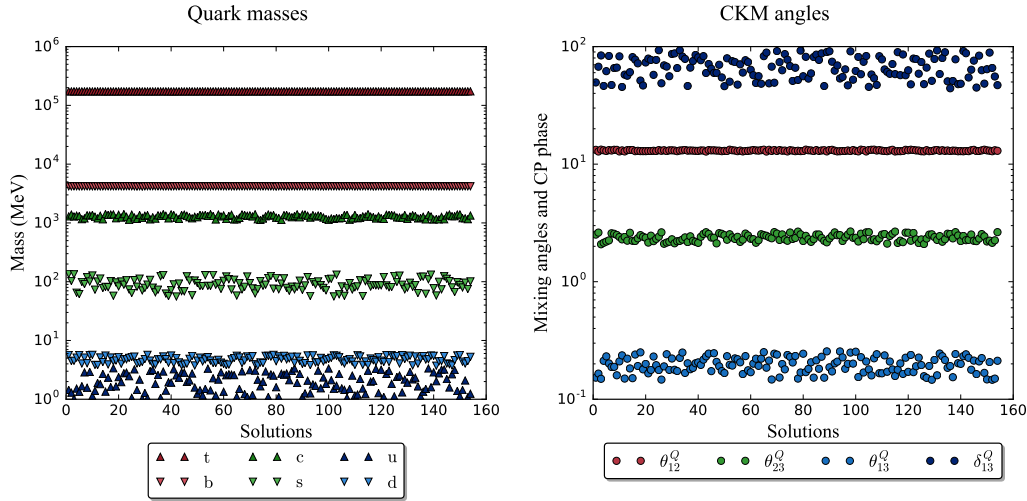 Quark masses
CKM angles
Mass (MeV)
10^6
10^5
10^4
10^3
10^2
10^1
10^0
0 20 40 60 80 100 120 140 160
Solutions
t c u
b s d
Mixing angles and CP phase
10^2
10^1
10^0
10^-1
0 20 40 60 80 100 120 140 160
Solutions
θ^Q_12 θ^Q_23 θ^Q_13 δ^Q_13